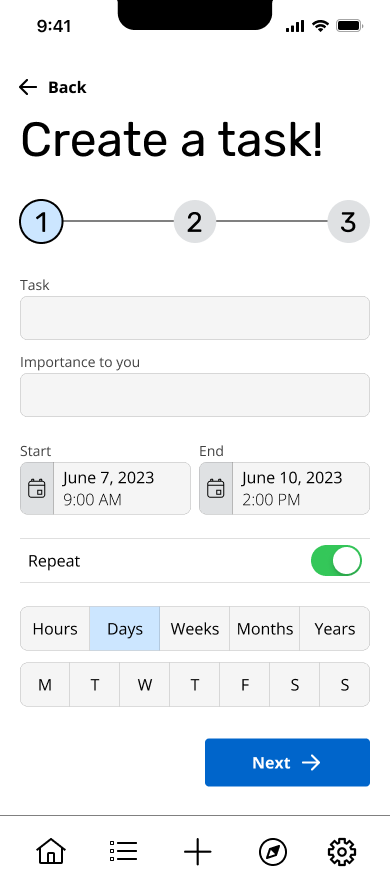 9:41
Back
Create a task!
1 2 3
Task
Importance to you
Start End
June 7, 2023 June 10, 2023
9:00 AM 2:00 PM
Repeat
Hours Days Weeks Months Years
M T W T F S S
Next